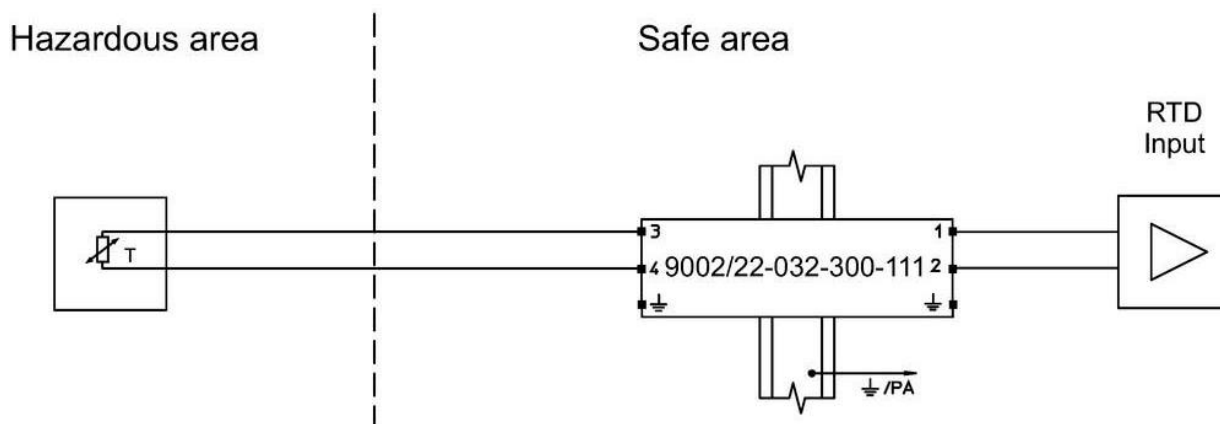 Hazardous area
Safe area
RTD
Input
T
3
1
4
9002/22-032-300-111
2
⏚
⏚
⏚/PA